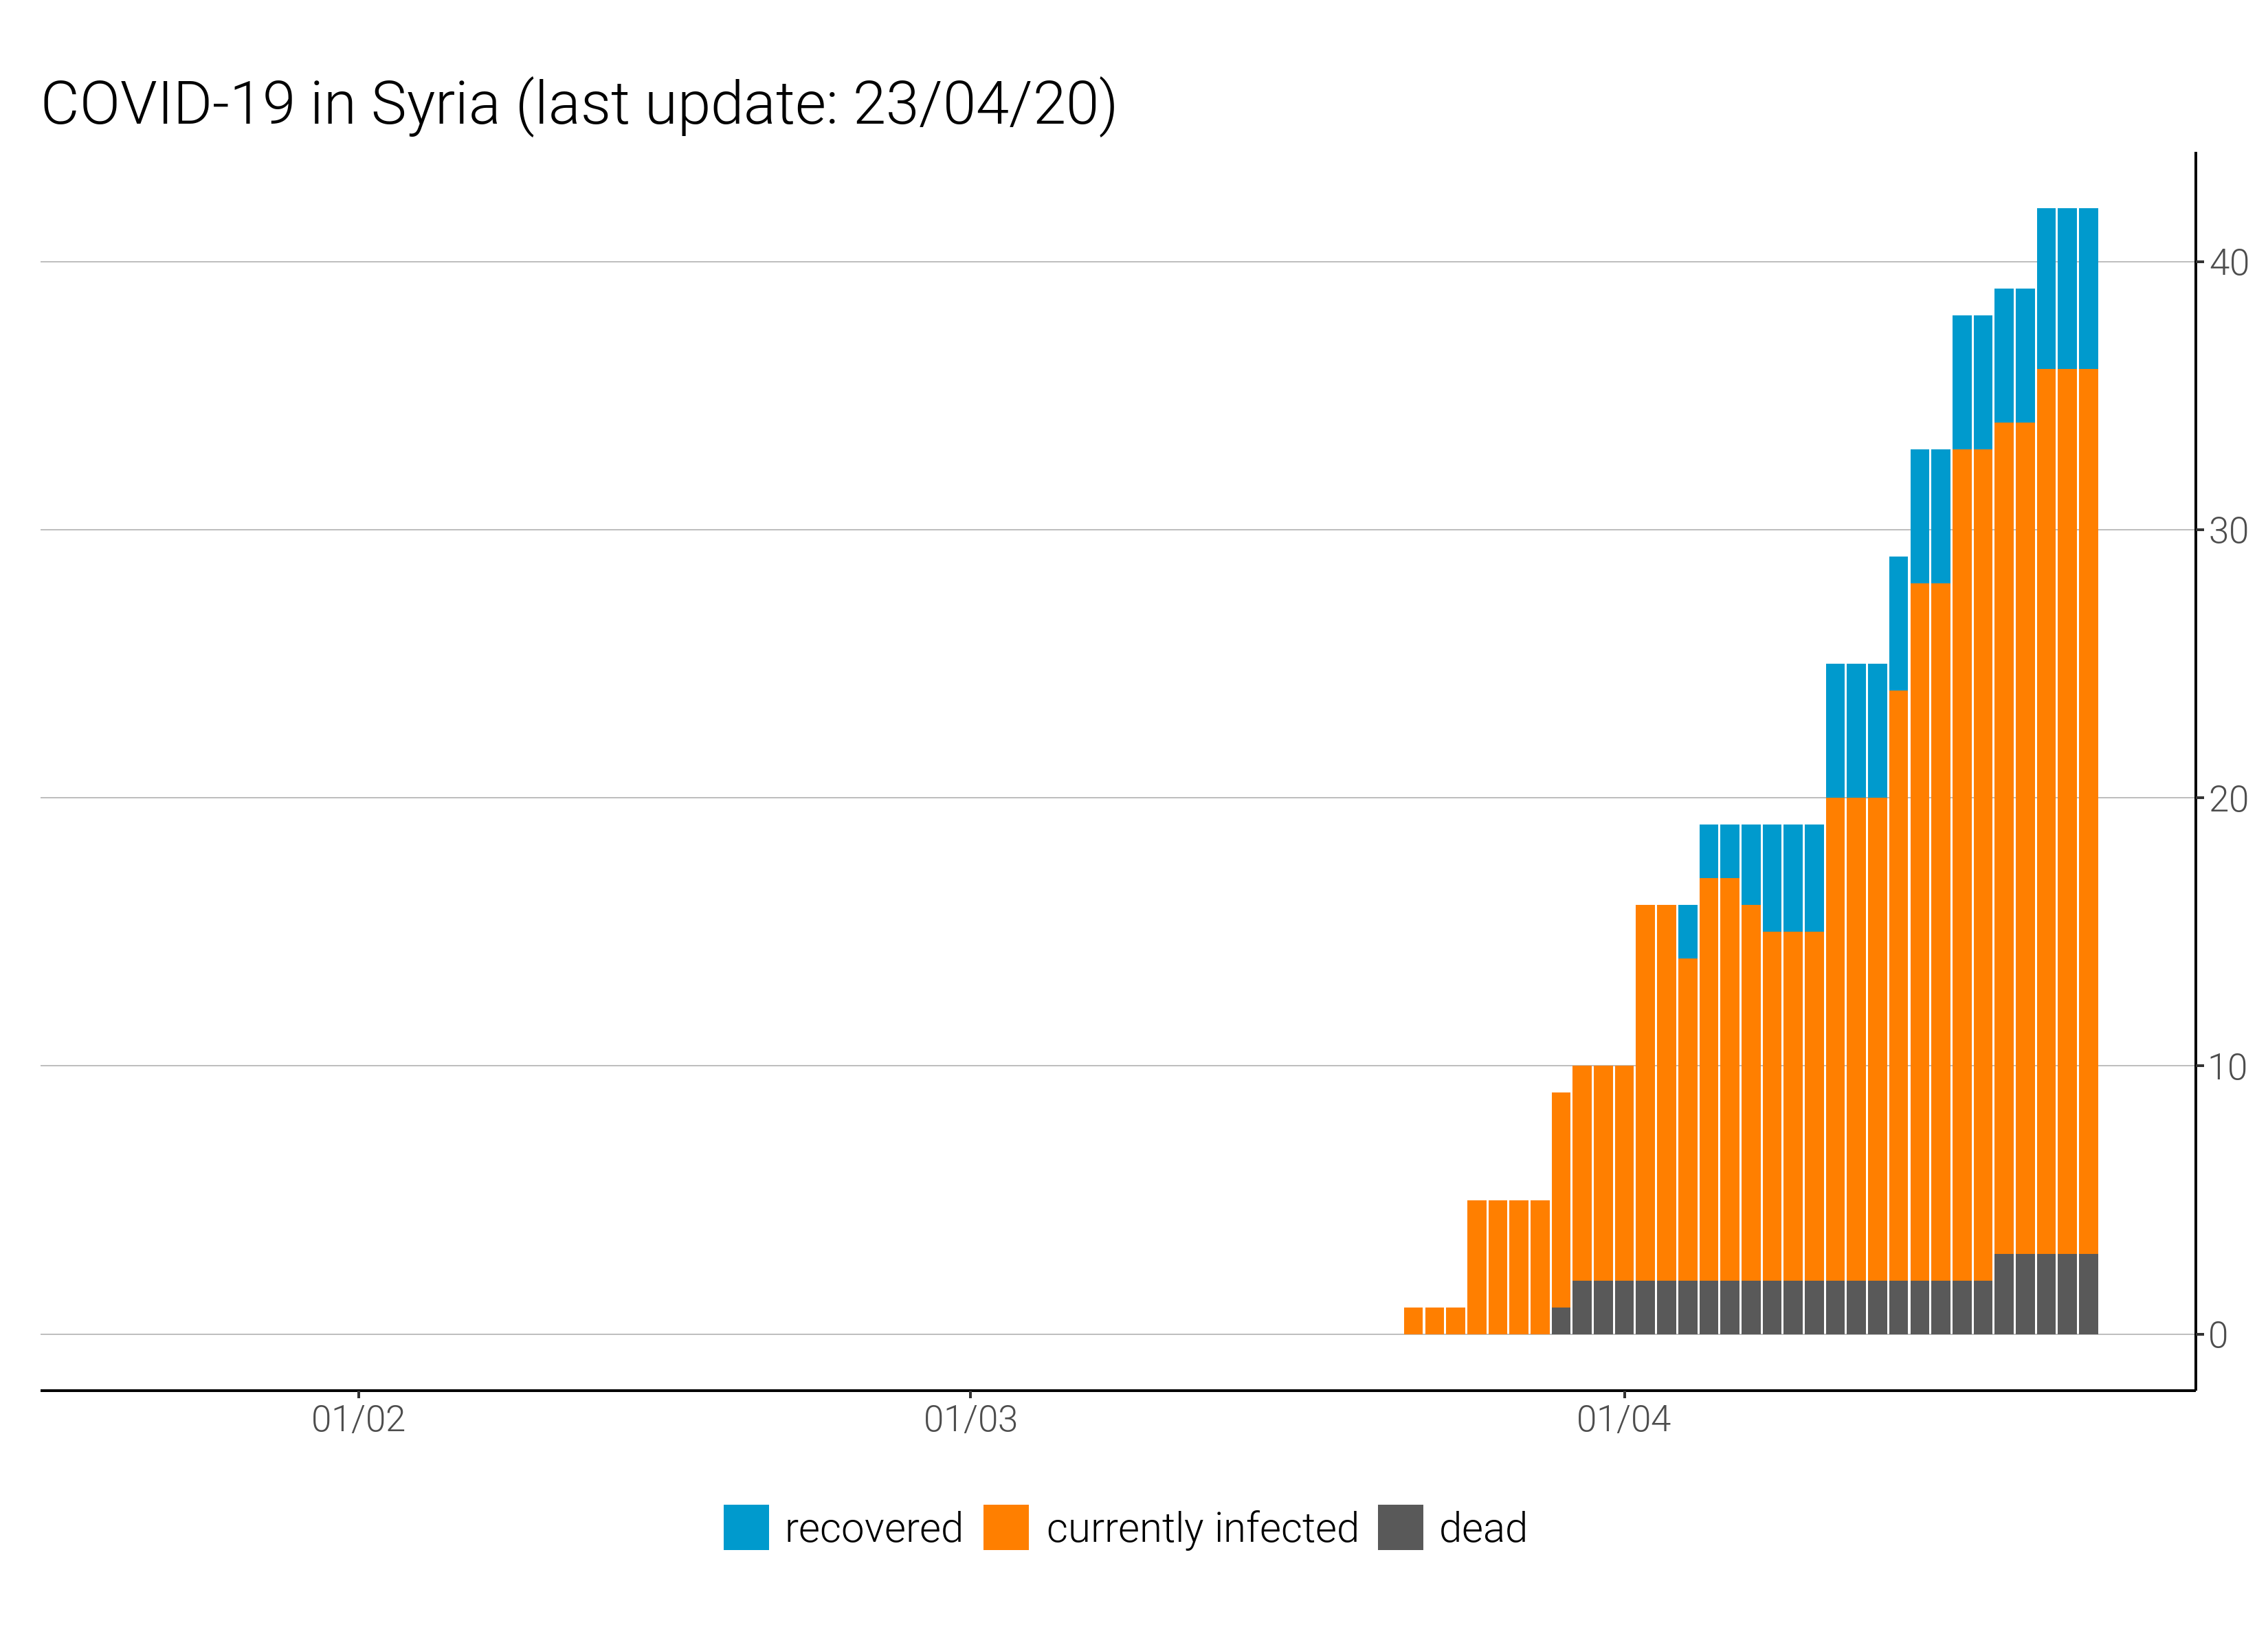 COVID-19 in Syria (last update: 23/04/20)
40
30
20
10
0
01/02 01/03 01/04
recovered currently infected dead